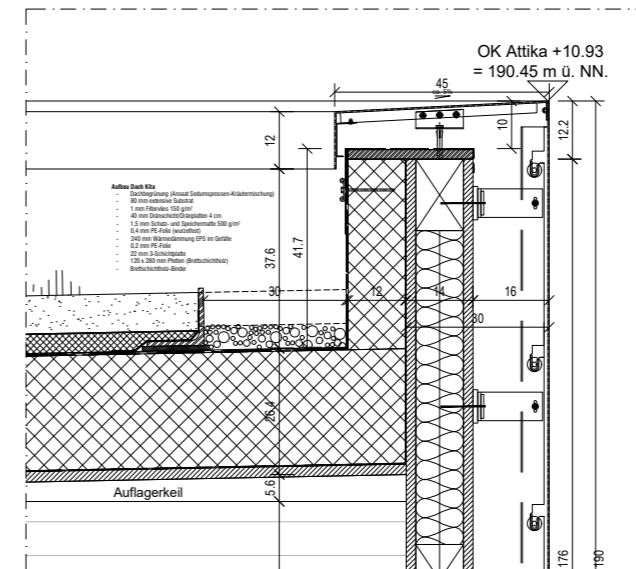 OK Attika +10.93
= 190.45 m ü. NN.
45
ca. 5%
12
10
12.2
Aufbau Dach Kita
- Dachbegrünung (Ansaat Sedumsprossen-Kräutermischung)
- 80 mm extensive Substrat
- 1 mm Filtervlies 150 g/m²
- 40 mm Dränschicht/Dränplatten 4 cm
- 1,5 mm Schutz- und Speichermatte 500 g/m²
- 0,4 mm PE-Folie (wurzelfest)
- 240 mm Wärmedämmung EPS im Gefälle
- 0,2 mm PE-Folie
- 22 mm 3-Schichtplatte
- 120 x 280 mm Pfetten (Brettschichtholz)
- Brettschichtholz-Binder
37.6
41.7
30
12
14
16
30
26.4
Auflagerkeil
5.6
176
190